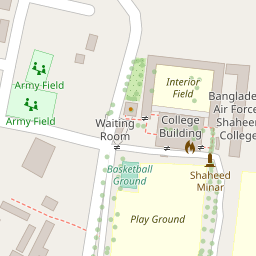 Interior
Field
Army Field
Army Field
Waiting
Room
College
Building
Air Force
Shaheen
College
Basketball
Ground
Shaheed
Minar
Play Ground